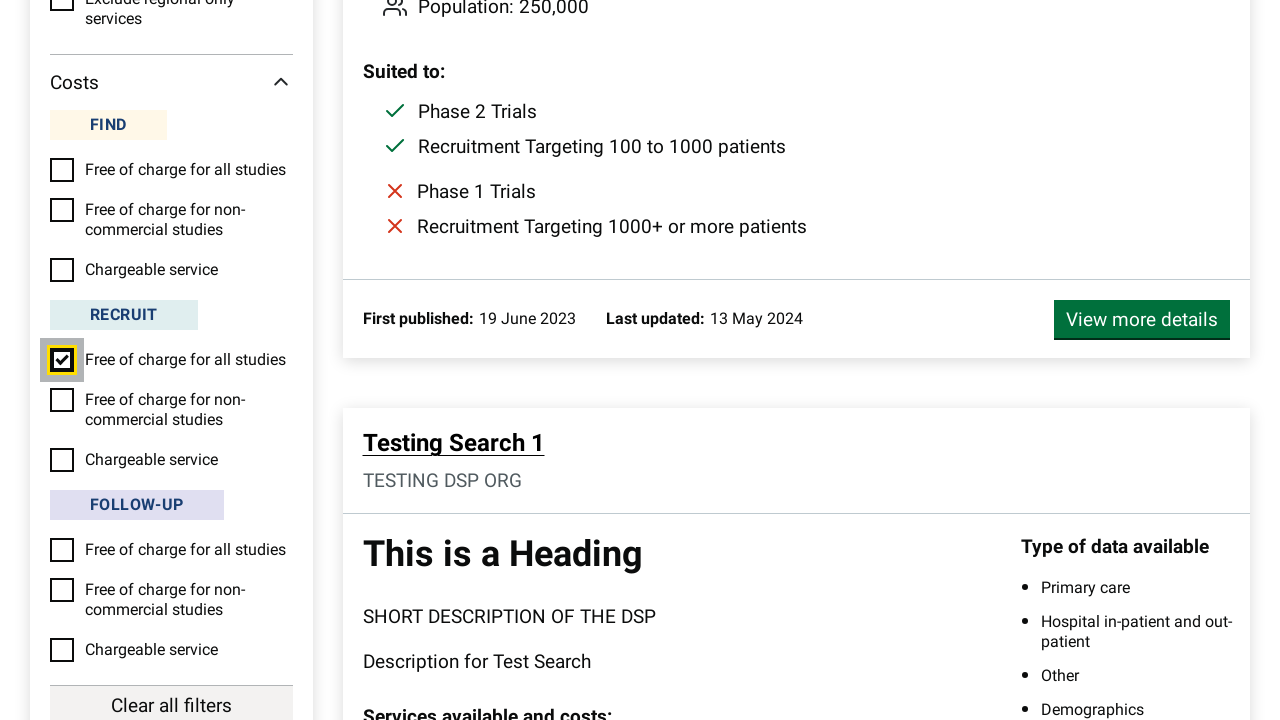 Exclude regional only
services
Costs
FIND
Free of charge for all studies
Free of charge for non-
commercial studies
Chargeable service
RECRUIT
Free of charge for all studies
Free of charge for non-
commercial studies
Chargeable service
FOLLOW-UP
Free of charge for all studies
Free of charge for non-
commercial studies
Chargeable service
Clear all filters
Population: 250,000
Suited to:
Phase 2 Trials
Recruitment Targeting 100 to 1000 patients
Phase 1 Trials
Recruitment Targeting 1000+ or more patients
First published: 19 June 2023 Last updated: 13 May 2024
View more details
Testing Search 1
TESTING DSP ORG
This is a Heading
SHORT DESCRIPTION OF THE DSP
Description for Test Search
Services available and costs:
Type of data available
Primary care
Hospital in-patient and out-
patient
Other
Demographics